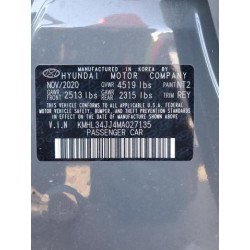 MADE IN KOREA
HYUNDAI MOTOR COMPANY
NOV/2020 GVWR 4519 lbs PAINT NT2
FRONT GAWR 2513 lbs REAR GAWR 2315 lbs TRIM REY
THIS VEHICLE CONFORMS TO ALL APPLICABLE
FEDERAL MOTOR VEHICLE SAFETY, BUMPER,
AND THEFT PREVENTION STANDARDS IN EFFECT
ON THE DATE OF MANUFACTURE SHOWN ABOVE.
V.I.N KMHL34JJ4MA027135
PASSENGER CAR